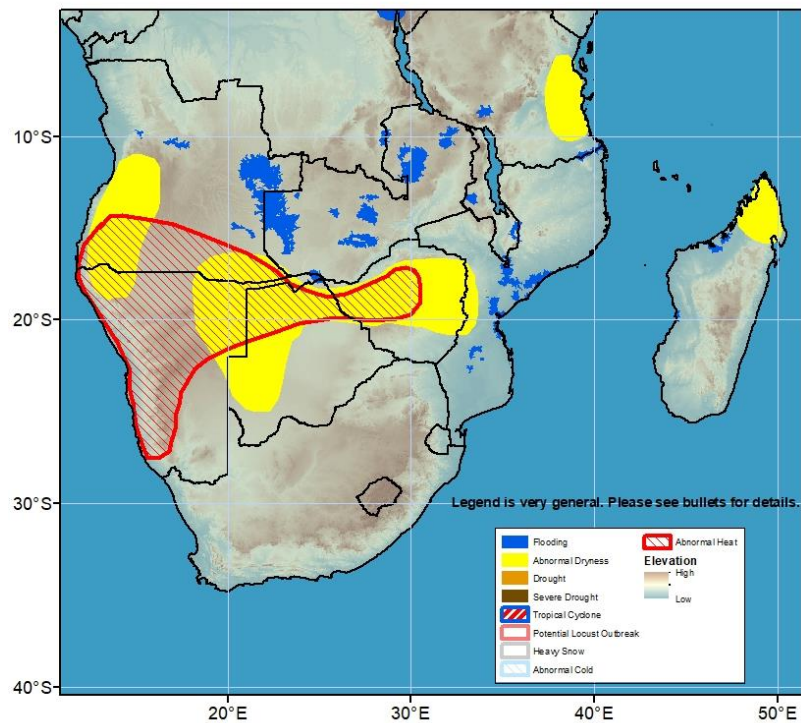 10°S
20°S
30°S
Legend is very general. Please see bullets for details.
Flooding
Abnormal Dryness
Drought
Severe Drought
Tropical Cyclone
Potential Locust Outbreak
Heavy Snow
Abnormal Cold
Abnormal Heat
Elevation
High
Low
40°S
20°E
30°E
40°E
50°E